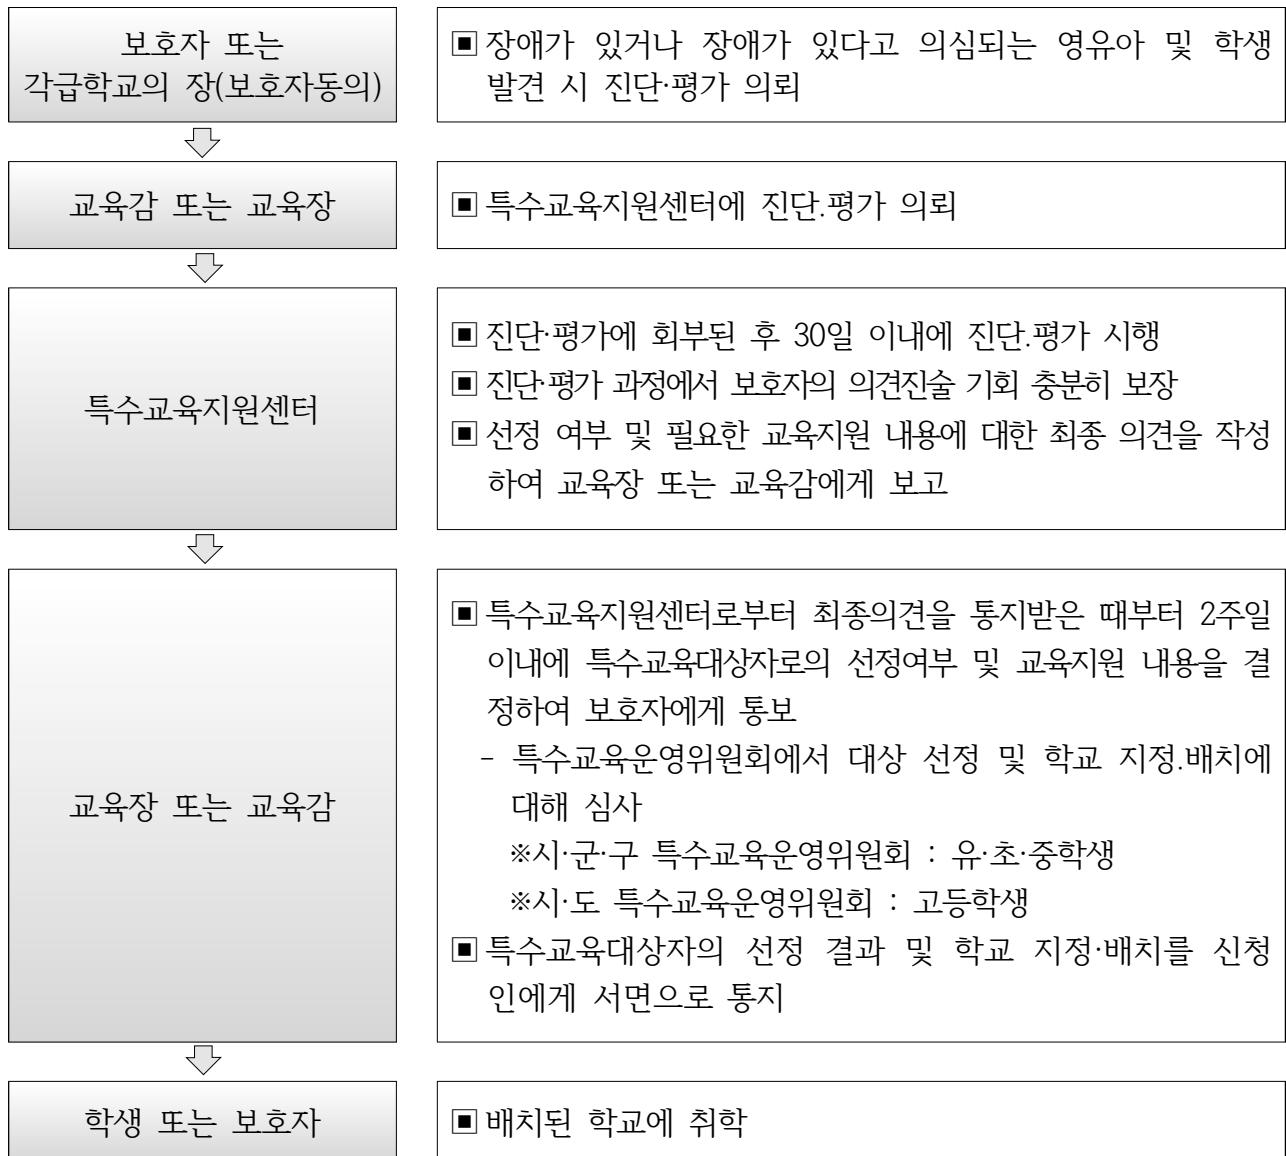 보호자 또는
각급학교의 장(보호자동의)
▣ 장애가 있거나 장애가 있다고 의심되는 영유아 및 학생
발견 시 진단·평가 의뢰
교육감 또는 교육장
▣ 특수교육지원센터에 진단.평가 의뢰
특수교육지원센터
▣ 진단·평가에 회부된 후 30일 이내에 진단.평가 시행
▣ 진단·평가 과정에서 보호자의 의견진술 기회 충분히 보장
▣ 선정 여부 및 필요한 교육지원 내용에 대한 최종 의견을 작성
하여 교육장 또는 교육감에게 보고
교육장 또는 교육감
▣ 특수교육지원센터로부터 최종의견을 통지받은 때부터 2주일
이내에 특수교육대상자로의 선정여부 및 교육지원 내용을 결
정하여 보호자에게 통보
- 특수교육운영위원회에서 대상 선정 및 학교 지정.배치에
대해 심사
※시·군·구 특수교육운영위원회 : 유·초·중학생
※시·도 특수교육운영위원회 : 고등학생
▣ 특수교육대상자의 선정 결과 및 학교 지정·배치를 신청
인에게 서면으로 통지
학생 또는 보호자
▣ 배치된 학교에 취학